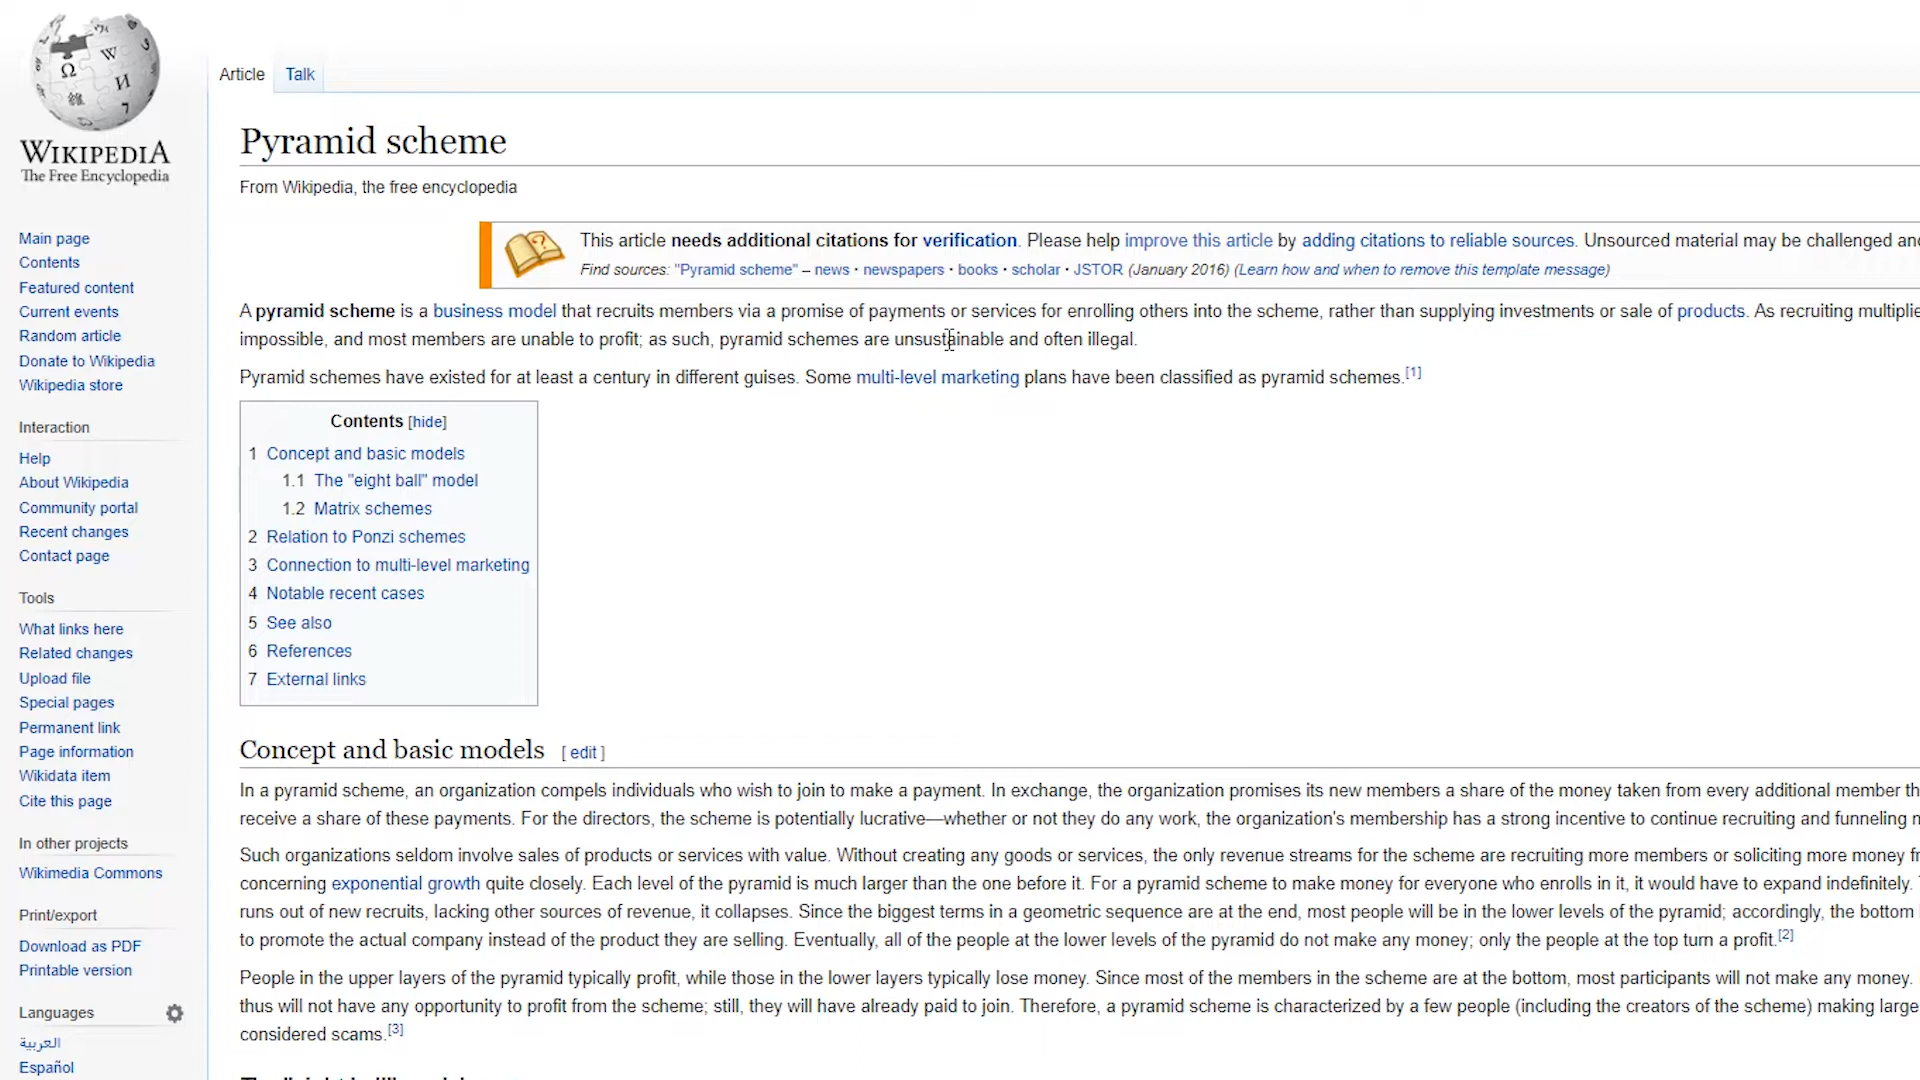 WIKIPEDIA
The Free Encyclopedia
Main page
Contents
Featured content
Current events
Random article
Donate to Wikipedia
Wikipedia store
Interaction
Help
About Wikipedia
Community portal
Recent changes
Contact page
Tools
What links here
Related changes
Upload file
Special pages
Permanent link
Page information
Wikidata item
Cite this page
In other projects
Wikimedia Commons
Print/export
Download as PDF
Printable version
Languages
العربية
Español
Article Talk
Pyramid scheme
From Wikipedia, the free encyclopedia
This article needs additional citations for verification. Please help improve this article by adding citations to reliable sources. Unsourced material may be challenged and
Find sources: "Pyramid scheme" – news · newspapers · books · scholar · JSTOR (January 2016) (Learn how and when to remove this template message)
A pyramid scheme is a business model that recruits members via a promise of payments or services for enrolling others into the scheme, rather than supplying investments or sale of products. As recruiting
impossible, and most members are unable to profit; as such, pyramid schemes are unsustainable and often illegal.
Pyramid schemes have existed for at least a century in different guises. Some multi-level marketing plans have been classified as pyramid schemes.[1]
Contents [hide]
1 Concept and basic models
1.1 The "eight ball" model
1.2 Matrix schemes
2 Relation to Ponzi schemes
3 Connection to multi-level marketing
4 Notable recent cases
5 See also
6 References
7 External links
Concept and basic models [ edit ]
In a pyramid scheme, an organization compels individuals who wish to join to make a payment. In exchange, the organization promises its new members a share of the money taken from every additional member
receive a share of these payments. For the directors, the scheme is potentially lucrative—whether or not they do any work, the organization's membership has a strong incentive to continue recruiting and funneling
Such organizations seldom involve sales of products or services with value. Without creating any goods or services, the only revenue streams for the scheme are recruiting more members or soliciting more money
concerning exponential growth quite closely. Each level of the pyramid is much larger than the one before it. For a pyramid scheme to make money for everyone who enrolls in it, it would have to expand indefinitely.
runs out of new recruits, lacking other sources of revenue, it collapses. Since the biggest terms in a geometric sequence are at the end, most people will be in the lower levels of the pyramid; accordingly, the bottom
to promote the actual company instead of the product they are selling. Eventually, all of the people at the lower levels of the pyramid do not make any money; only the people at the top turn a profit.[2]
People in the upper layers of the pyramid typically profit, while those in the lower layers typically lose money. Since most of the members in the scheme are at the bottom, most participants will not make any money.
thus will not have any opportunity to profit from the scheme; still, they will have already paid to join. Therefore, a pyramid scheme is characterized by a few people (including the creators of the scheme) making large
considered scams.[3]